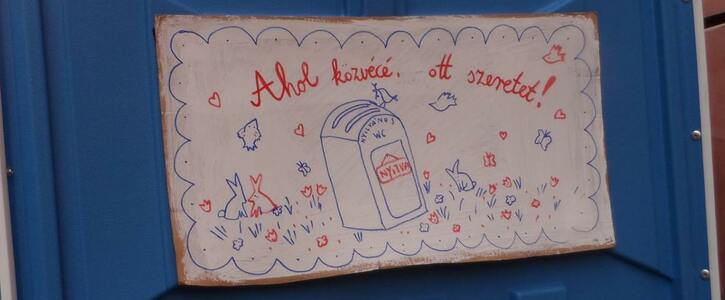 Ahol közvécé, ott szeretet!
NYILVÁNOS
WC
NYITVA